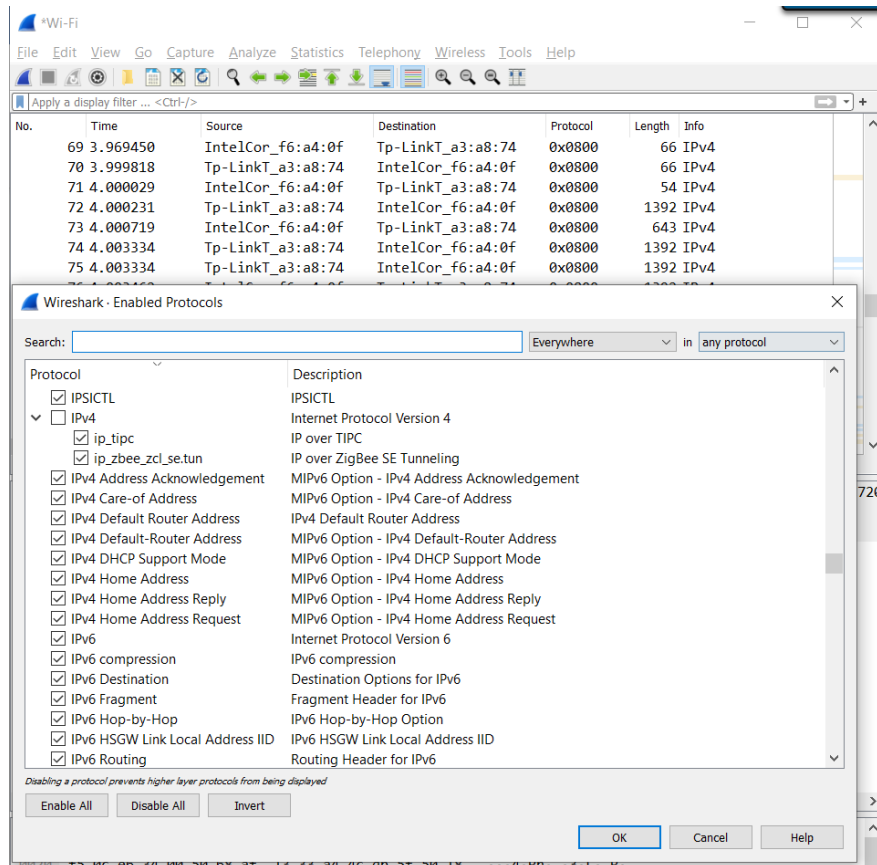 *Wi-Fi
File Edit View Go Capture Analyze Statistics Telephony Wireless Tools Help
Apply a display filter ... <Ctrl-/>
No. Time Source Destination Protocol Length Info
69 3.969450 IntelCor_f6:a4:0f Tp-LinkT_a3:a8:74 0x0800 66 IPv4
70 3.999818 Tp-LinkT_a3:a8:74 IntelCor_f6:a4:0f 0x0800 66 IPv4
71 4.000029 IntelCor_f6:a4:0f Tp-LinkT_a3:a8:74 0x0800 54 IPv4
72 4.000231 IntelCor_f6:a4:0f Tp-LinkT_a3:a8:74 0x0800 1392 IPv4
73 4.000719 IntelCor_f6:a4:0f Tp-LinkT_a3:a8:74 0x0800 643 IPv4
74 4.003334 Tp-LinkT_a3:a8:74 IntelCor_f6:a4:0f 0x0800 1392 IPv4
75 4.003334 Tp-LinkT_a3:a8:74 IntelCor_f6:a4:0f 0x0800 1392 IPv4
Wireshark · Enabled Protocols
Search: Everywhere in any protocol
Protocol Description
IPSICTL IPSICTL
IPv4 Internet Protocol Version 4
ip_tipc IP over TIPC
ip_zbee_zcl_se.tun IP over ZigBee SE Tunneling
IPv4 Address Acknowledgement MIPv6 Option - IPv4 Address Acknowledgement
IPv4 Care-of Address MIPv6 Option - IPv4 Care-of Address
IPv4 Default Router Address IPv4 Default Router Address
IPv4 Default-Router Address MIPv6 Option - IPv4 Default-Router Address
IPv4 DHCP Support Mode MIPv6 Option - IPv4 DHCP Support Mode
IPv4 Home Address MIPv6 Option - IPv4 Home Address
IPv4 Home Address Reply MIPv6 Option - IPv4 Home Address Reply
IPv4 Home Address Request MIPv6 Option - IPv4 Home Address Request
IPv6 Internet Protocol Version 6
IPv6 compression IPv6 compression
IPv6 Destination Destination Options for IPv6
IPv6 Fragment Fragment Header for IPv6
IPv6 Hop-by-Hop IPv6 Hop-by-Hop Option
IPv6 HSGW Link Local Address IID IPv6 HSGW Link Local Address IID
IPv6 Routing Routing Header for IPv6
Disabling a protocol prevents higher layer protocols from being displayed
Enable All Disable All Invert
OK Cancel Help